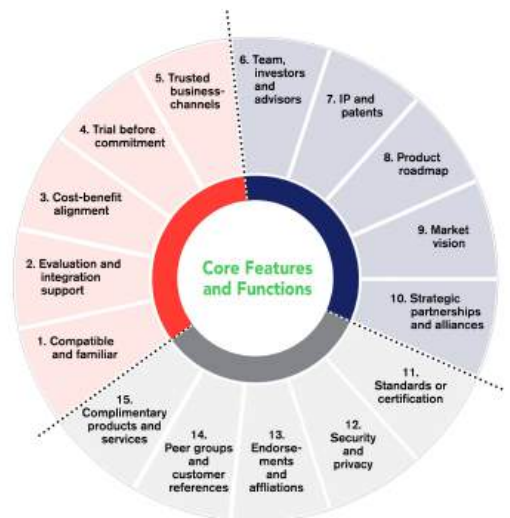 6. Team,
investors
and
advisors
5. Trusted
business-
channels
7. IP and
patents
4. Trial before
commitment
8. Product
roadmap
3. Cost-benefit
alignment
9. Market
vision
Core Features
and Functions
2. Evaluation and
integration
support
10. Strategic
partnerships
and alliances
1. Compatible
and familiar
11.
Standards or
certification
15.
Complimentary
products and
services
12.
Security
and
privacy
14.
Peer groups
and
customer
references
13.
Endorse-
ments
and
affliations